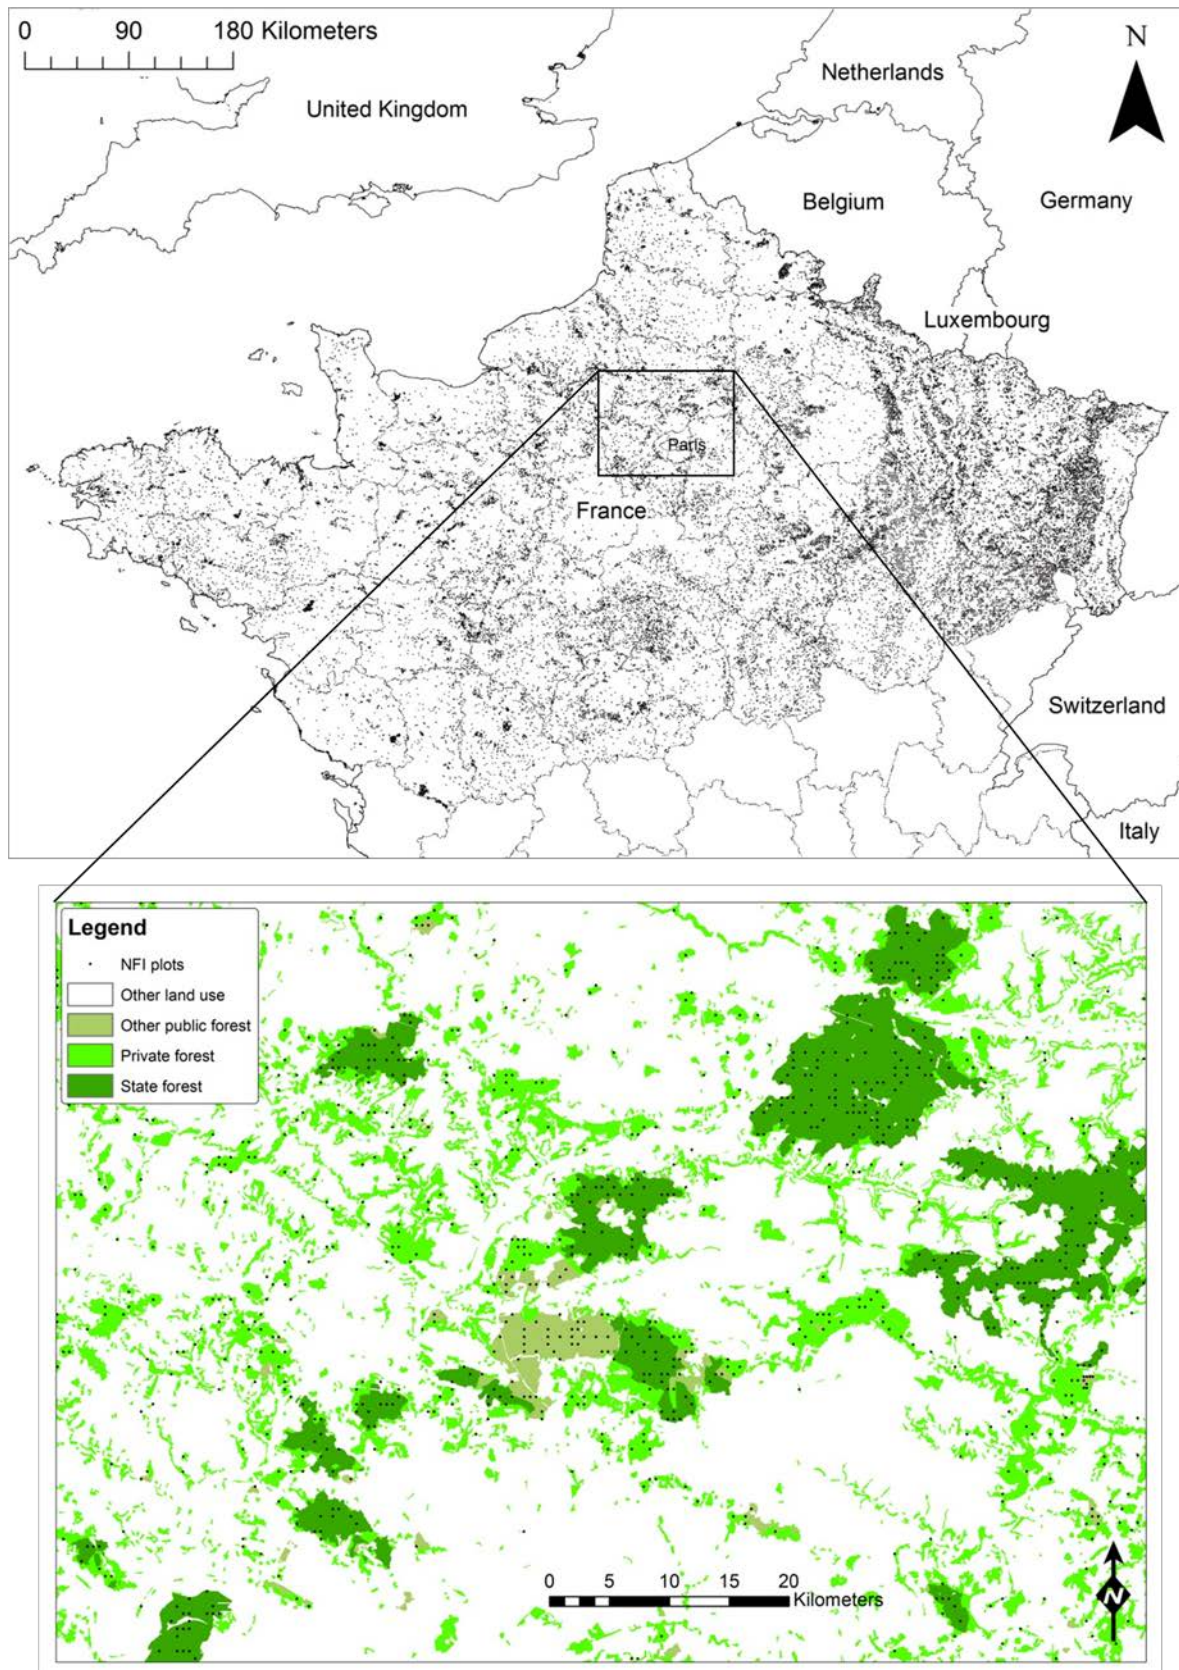 0 90 180 Kilometers
N
Netherlands
United Kingdom
Belgium
Germany
Luxembourg
Paris
France
Switzerland
Italy
Legend
NFI plots
Other land use
Other public forest
Private forest
State forest
0 5 10 15 20
Kilometers
N